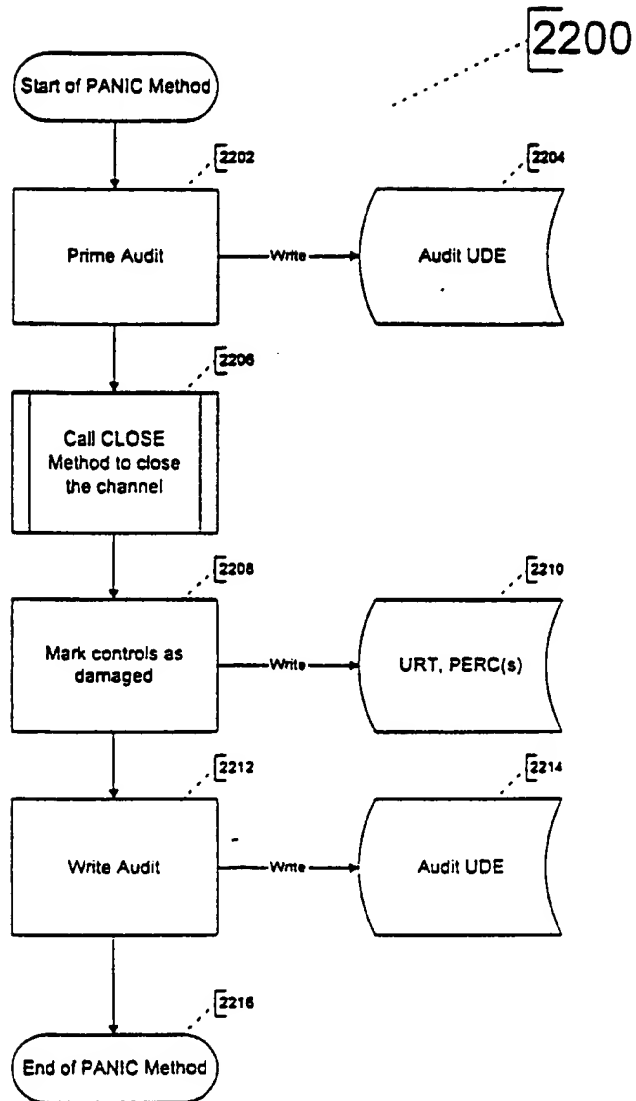 2200
Start of PANIC Method
2202
2204
Prime Audit
Write
Audit UDE
2206
Call CLOSE
Method to close
the channel
2208
2210
Mark controls as
damaged
Write
URT, PERC(s)
2212
2214
Write Audit
Write
Audit UDE
2216
End of PANIC Method